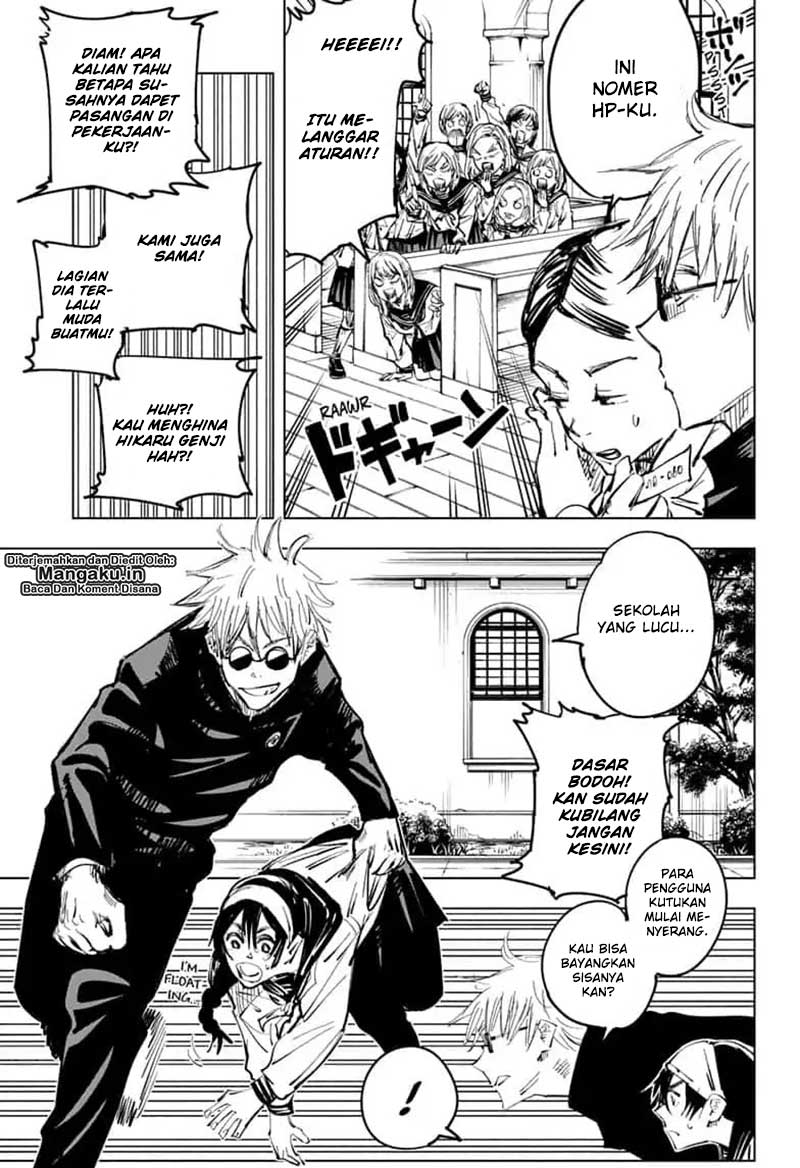 INI
NOMER
HP-KU.
HEEEEI!!
ITU ME-
LANGGAR
ATURAN!!
PISSSST
RAAWR
ドギャーン
DIAM! APA
KALIAN TAHU
BETAPA SU-
SAHNYA DAPET
PASANGAN DI
PEKERJAAN-
KU?!
KAMI JUGA
SAMA!
LAGIAN
DIA TER-
LALU
MUDA
BUATMU!
HUH?!
KAU MENGHINA
HIKARU GENJI
HAH?!
SEKOLAH
YANG LUCU...
DASAR
BODOH!
KAN SUDAH
KUBILANG
JANGAN
KESINI!
Diterjemahkan dan Diedit Oleh:
Mangaku.in
Baca Dan Koment Disana
I'M
FLOAT-
ING...
PARA
PENGGUNA
KUTUKAN
MULAI ME-
NYERANG.
KAU BISA
BAYANGKAN
SISANYA
KAN?
!